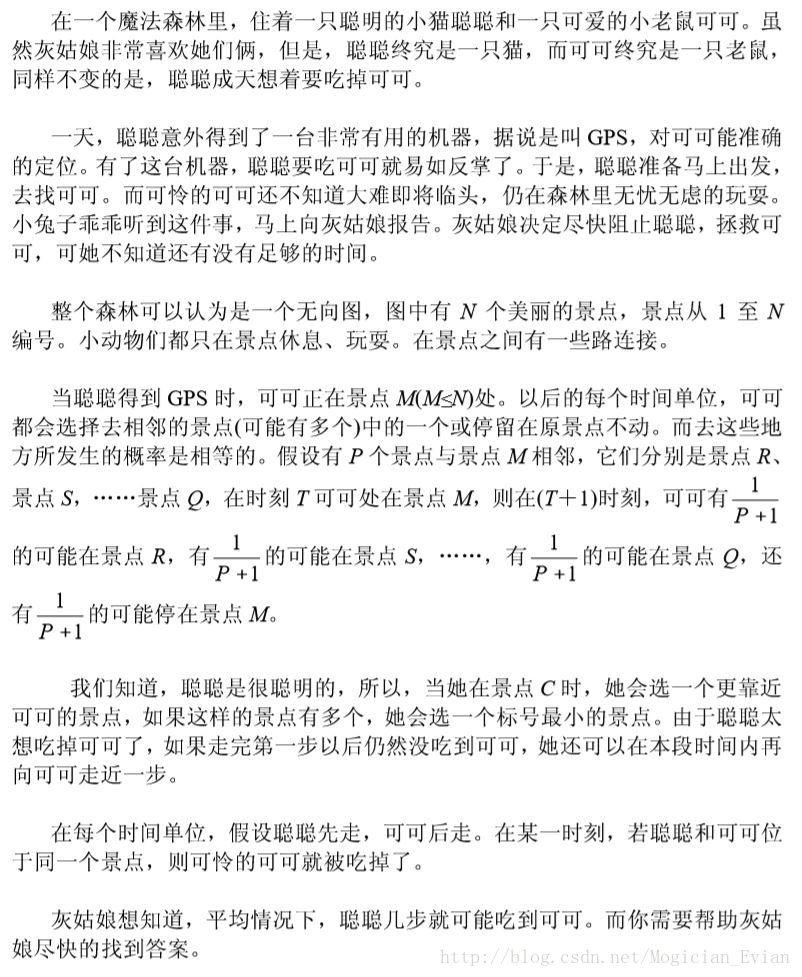 在一个魔法森林里，住着一只聪明的小猫聪聪和一只可爱的小老鼠可可。虽
然灰姑娘非常喜欢她们俩，但是，聪聪终究是一只猫，而可可终究是一只老鼠，
同样不变的是，聪聪成天想着要吃掉可可。
一天，聪聪意外得到了一台非常有用的机器，据说是叫 GPS，对可可能准确
的定位。有了这台机器，聪聪要吃可可就易如反掌了。于是，聪聪准备马上出发，
去找可可。而可怜的可可还不知道大难即将临头，仍在森林里无忧无虑的玩耍。
小兔子乖乖听到这件事，马上向灰姑娘报告。灰姑娘决定尽快阻止聪聪，拯救可
可，可她不知道还有没有足够的时间。
整个森林可以认为是一个无向图，图中有 N 个美丽的景点，景点从 1 至 N
编号。小动物们都只在景点休息、玩耍。在景点之间有一些路连接。
当聪聪得到 GPS 时，可可正在景点 M(M≤N)处。以后的每个时间单位，可可
都会选择去相邻的景点(可能有多个)中的一个或停留在原景点不动。而去这些地
方所发生的概率是相等的。假设有 P 个景点与景点 M 相邻，它们分别是景点 R、
景点 S，……景点 Q，在时刻 T 可可处在景点 M，则在(T＋1)时刻，可可有 1/(P +1)
的可能在景点 R，有 1/(P +1) 的可能在景点 S，……，有 1/(P +1) 的可能在景点 Q，还
有 1/(P +1) 的可能停在景点 M。
我们知道，聪聪是很聪明的，所以，当她在景点 C 时，她会选一个更靠近
可可的景点，如果这样的景点有多个，她会选一个标号最小的景点。由于聪聪太
想吃掉可可了，如果走完第一步以后仍然没吃到可可，她还可以在本段时间内再
向可可走近一步。
在每个时间单位，假设聪聪先走，可可后走。在某一时刻，若聪聪和可可位
于同一个景点，则可怜的可可就被吃掉了。
灰姑娘想知道，平均情况下，聪聪几步就可能吃到可可。而你需要帮助灰姑
娘尽快的找到答案。
http://blog.csdn.net/Mogician_Evian